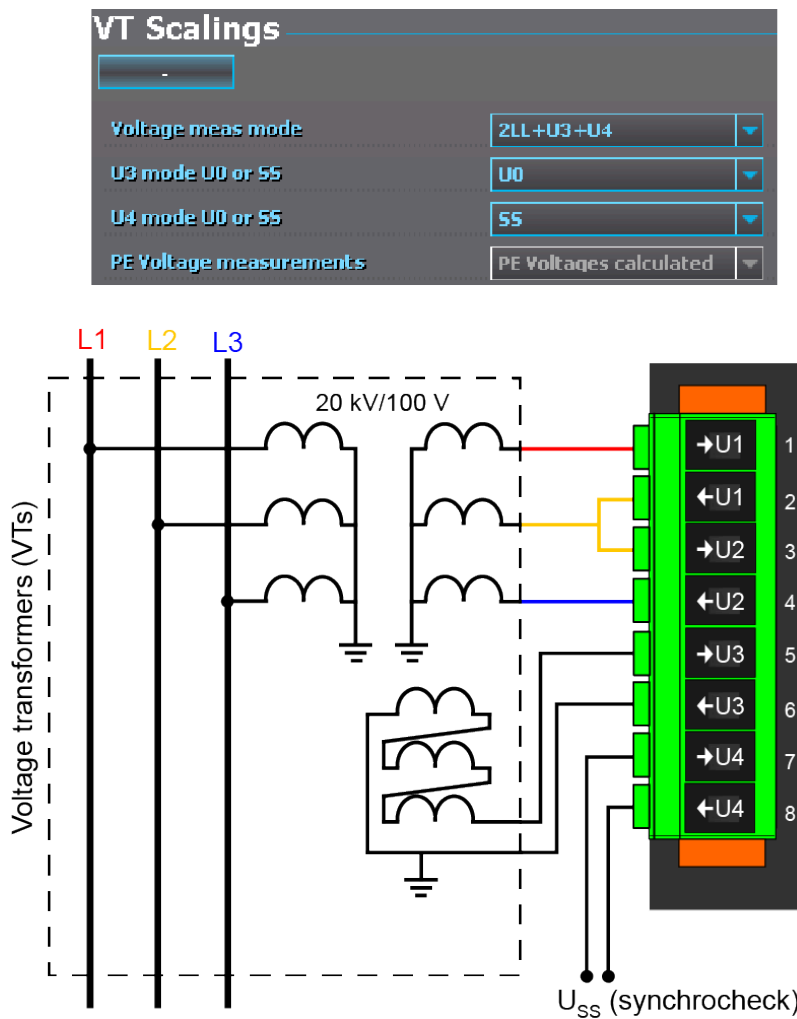 VT Scalings
-
Voltage meas mode 2LL+U3+U4
U3 mode U0 or SS U0
U4 mode U0 or SS SS
PE Voltage measurements PE Voltages calculated
L1 L2 L3
20 kV/100 V
Voltage transformers (VTs)
→U1 1
←U1 2
→U2 3
←U2 4
→U3 5
←U3 6
→U4 7
←U4 8
USS (synchrocheck)